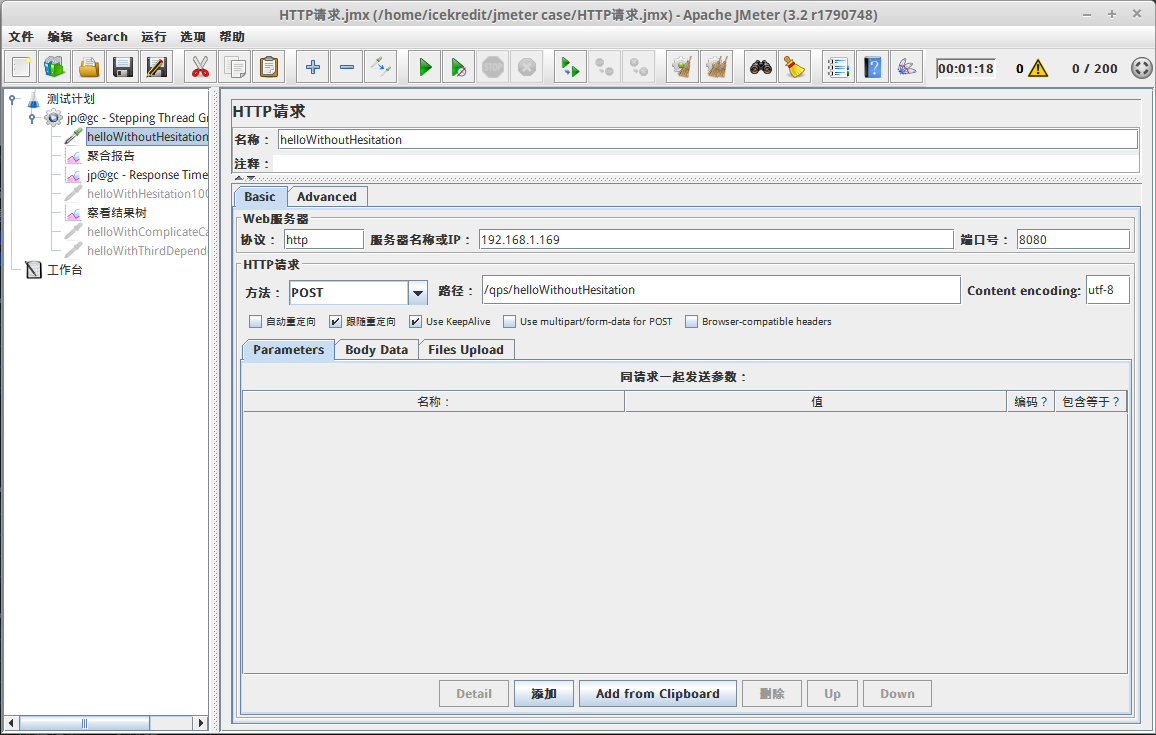 HTTP请求.jmx (/home/icekredit/jmeter case/HTTP请求.jmx) - Apache JMeter (3.2 r1790748)
文件 编辑 Search 运行 选项 帮助
STOP 00:01:18 0 0 / 200
测试计划
jp@gc - Stepping Thread Gr
helloWithoutHesitation
聚合报告
jp@gc - Response Time
helloWithHesitation100
察看结果树
helloWithComplicateCa
helloWithThirdDepend
工作台
HTTP请求
名称： helloWithoutHesitation
注释：
Basic Advanced
Web服务器
协议： http 服务器名称或IP： 192.168.1.169 端口号： 8080
HTTP请求
方法： POST 路径： /qps/helloWithoutHesitation Content encoding: utf-8
自动重定向 跟随重定向 Use KeepAlive Use multipart/form-data for POST Browser-compatible headers
Parameters Body Data Files Upload
同请求一起发送参数：
名称： 值 编码？ 包含等于？
Detail 添加 Add from Clipboard 删除 Up Down